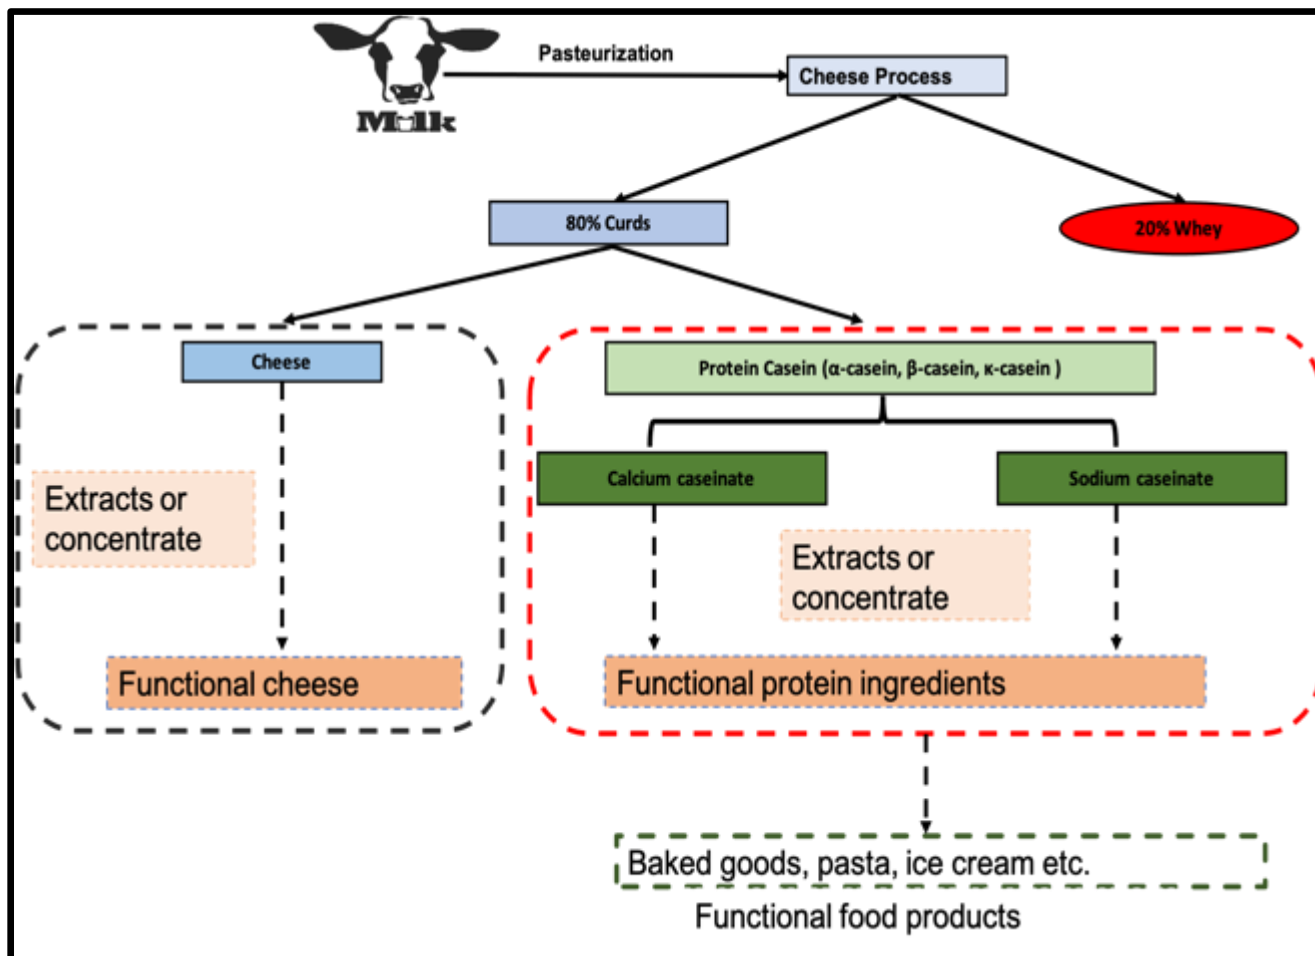 Pasteurization
Cheese Process
Milk
80% Curds
20% Whey
Cheese
Protein Casein (α-casein, β-casein, κ-casein )
Calcium caseinate
Sodium caseinate
Extracts or
concentrate
Extracts or
concentrate
Functional cheese
Functional protein ingredients
Baked goods, pasta, ice cream etc.
Functional food products